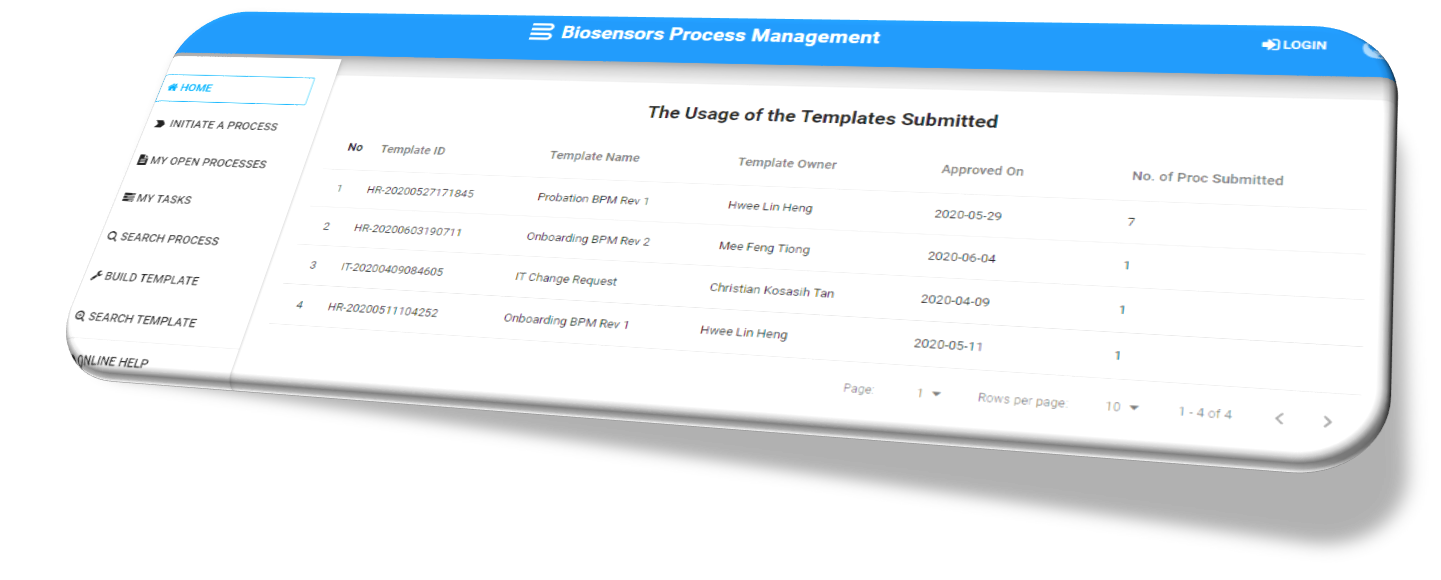 Biosensors Process Management
LOGIN
HOME
INITIATE A PROCESS
MY OPEN PROCESSES
MY TASKS
SEARCH PROCESS
BUILD TEMPLATE
SEARCH TEMPLATE
ONLINE HELP
The Usage of the Templates Submitted
No Template ID Template Name Template Owner Approved On No. of Proc Submitted
1 HR-20200527171845 Probation BPM Rev 1 Hwee Lin Heng 2020-05-29 7
2 HR-20200603190711 Onboarding BPM Rev 2 Mee Feng Tiong 2020-06-04 1
3 IT-20200409084605 IT Change Request Christian Kosasih Tan 2020-04-09 1
4 HR-20200511104252 Onboarding BPM Rev 1 Hwee Lin Heng 2020-05-11 1
Page: 1 Rows per page: 10 1 - 4 of 4